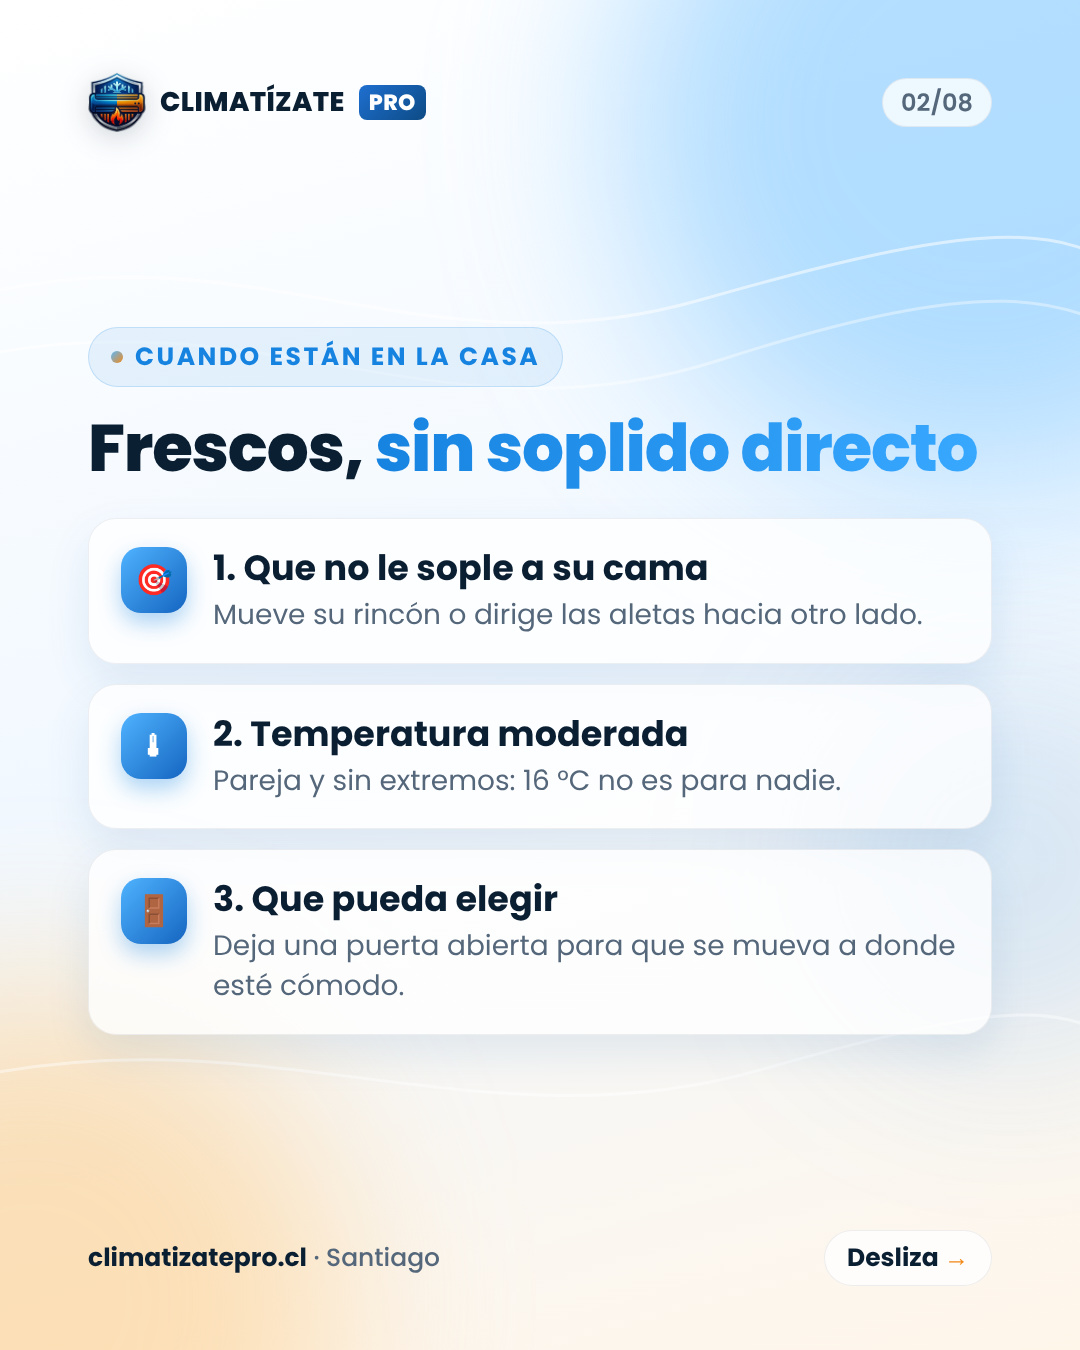 CLIMATÍZATE PRO
02/08
CUANDO ESTÁN EN LA CASA
Frescos, sin soplido directo
1. Que no le sople a su cama
Mueve su rincón o dirige las aletas hacia otro lado.
2. Temperatura moderada
Pareja y sin extremos: 16 °C no es para nadie.
3. Que pueda elegir
Deja una puerta abierta para que se mueva a donde
esté cómodo.
climatizatepro.cl · Santiago
Desliza →